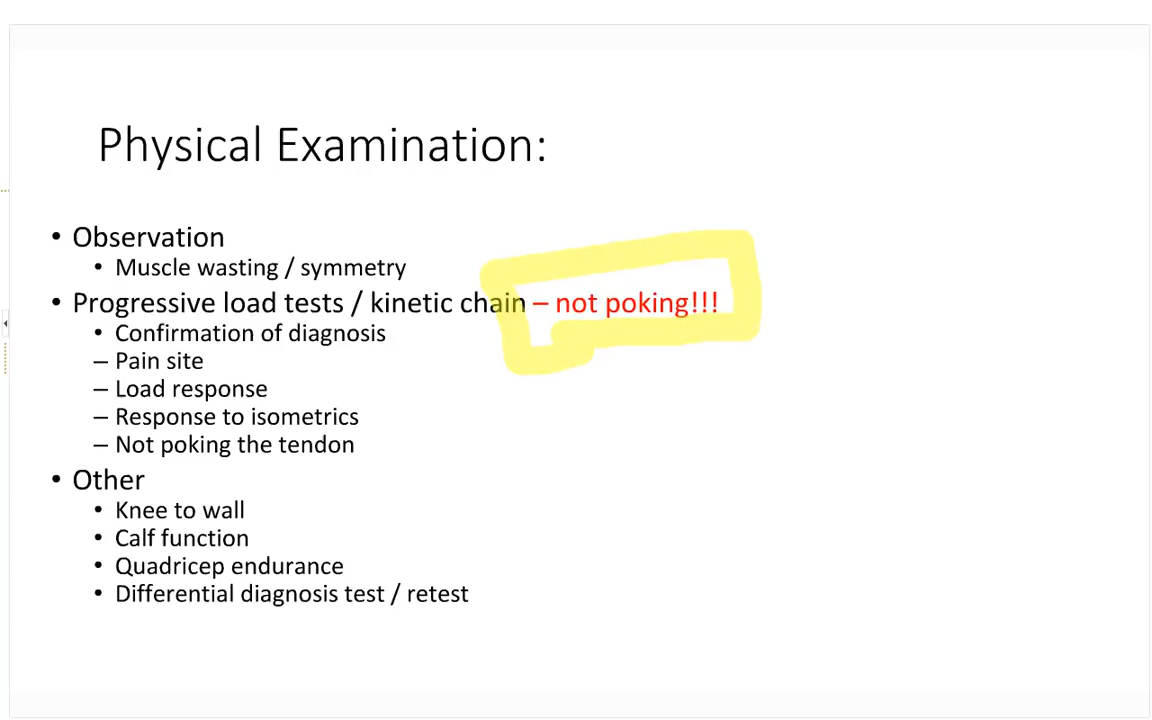 Physical Examination:
• Observation
• Muscle wasting / symmetry
• Progressive load tests / kinetic chain – not poking!!!
• Confirmation of diagnosis
– Pain site
– Load response
– Response to isometrics
– Not poking the tendon
• Other
• Knee to wall
• Calf function
• Quadricep endurance
• Differential diagnosis test / retest